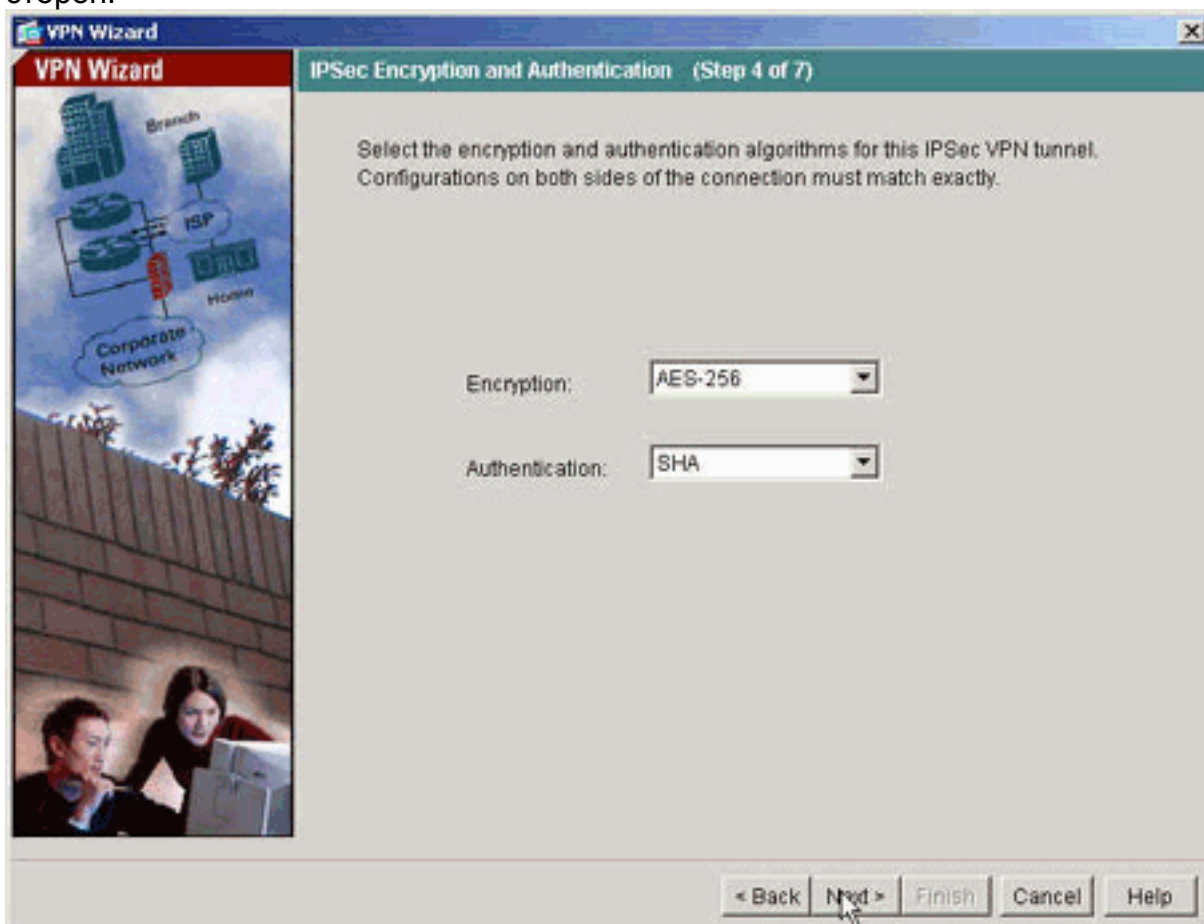 сторон.
VPN Wizard
VPN Wizard
IPSec Encryption and Authentication (Step 4 of 7)
Branch
ISP
Home
Corporate
Network
Select the encryption and authentication algorithms for this IPSec VPN tunnel.
Configurations on both sides of the connection must match exactly.
Encryption: AES-256
Authentication: SHA
< Back Next > Finish Cancel Help